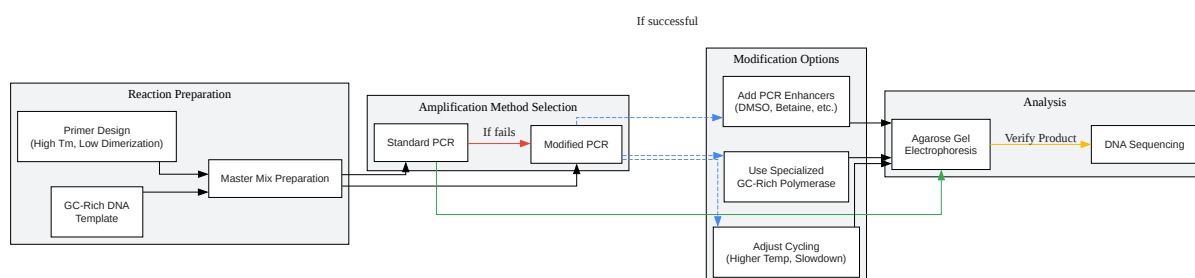 If successful
Reaction Preparation
Primer Design
(High Tm, Low Dimerization)
GC-Rich DNA
Template
Master Mix Preparation
Amplification Method Selection
Standard PCR
If fails
Modified PCR
Modification Options
Add PCR Enhancers
(DMSO, Betaine, etc.)
Use Specialized
GC-Rich Polymerase
Adjust Cycling
(Higher Temp, Slowdown)
Analysis
Agarose Gel
Electrophoresis
Verify Product
DNA Sequencing